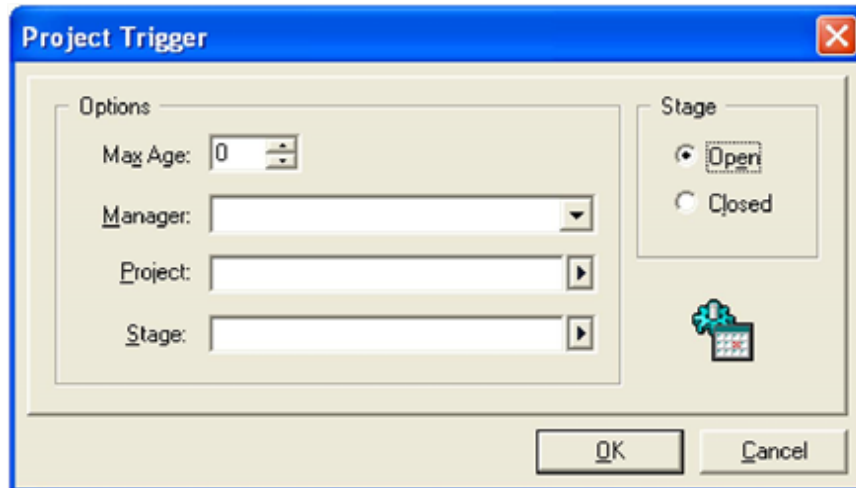 Project Trigger
Options
Max Age: 0
Manager:
Project:
Stage:
Stage
Open
Closed
OK
Cancel